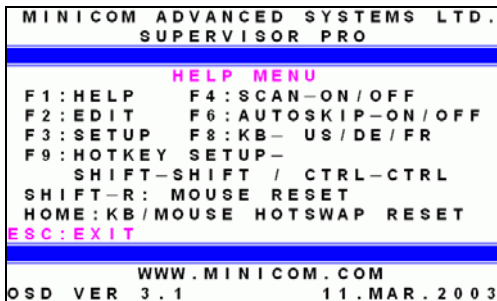 MINICOM ADVANCED SYSTEMS LTD.
SUPERVISOR PRO
HELP MENU
F1:HELP F4:SCAN-ON/OFF
F2:EDIT F6:AUTOSKIP-ON/OFF
F3:SETUP F8:KB- US/DE/FR
F9:HOTKEY SETUP-
SHIFT-SHIFT / CTRL-CTRL
SHIFT-R: MOUSE RESET
HOME:KB/MOUSE HOTSWAP RESET
ESC:EXIT
WWW.MINICOM.COM
OSD VER 3.1 11.MAR.2003